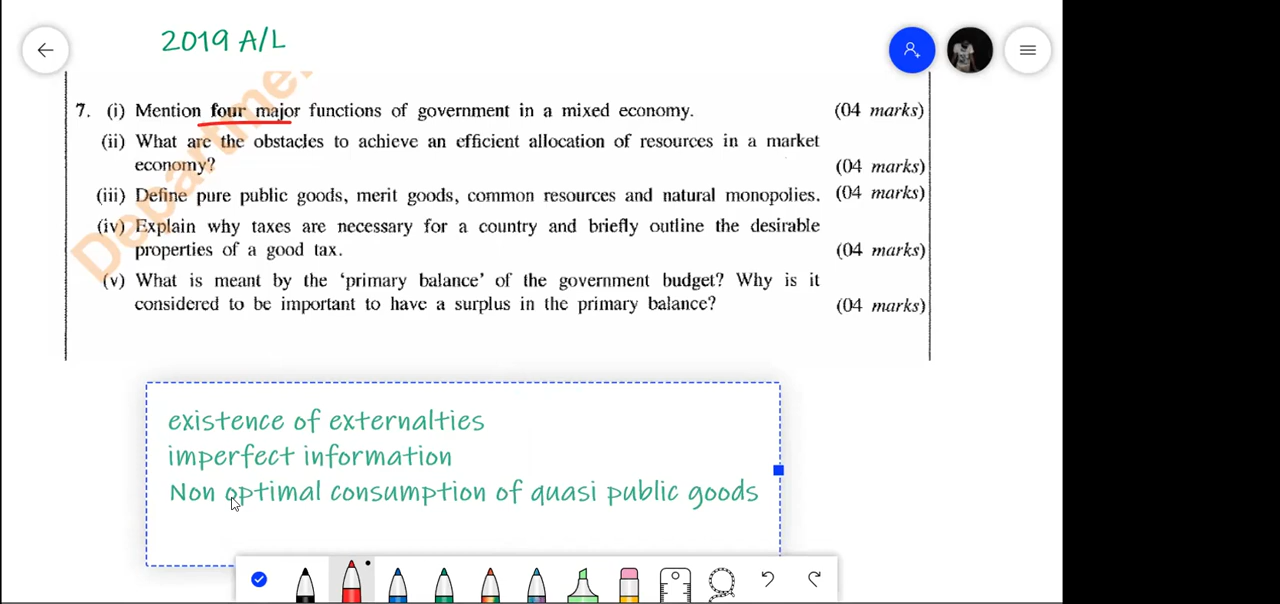 2019 A/L
7. (i) Mention four major functions of government in a mixed economy. (04 marks)
(ii) What are the obstacles to achieve an efficient allocation of resources in a market
economy? (04 marks)
(iii) Define pure public goods, merit goods, common resources and natural monopolies. (04 marks)
(iv) Explain why taxes are necessary for a country and briefly outline the desirable
properties of a good tax. (04 marks)
(v) What is meant by the ‘primary balance’ of the government budget? Why is it
considered to be important to have a surplus in the primary balance? (04 marks)
Departmen
existence of externalties
imperfect information
Non optimal consumption of quasi public goods